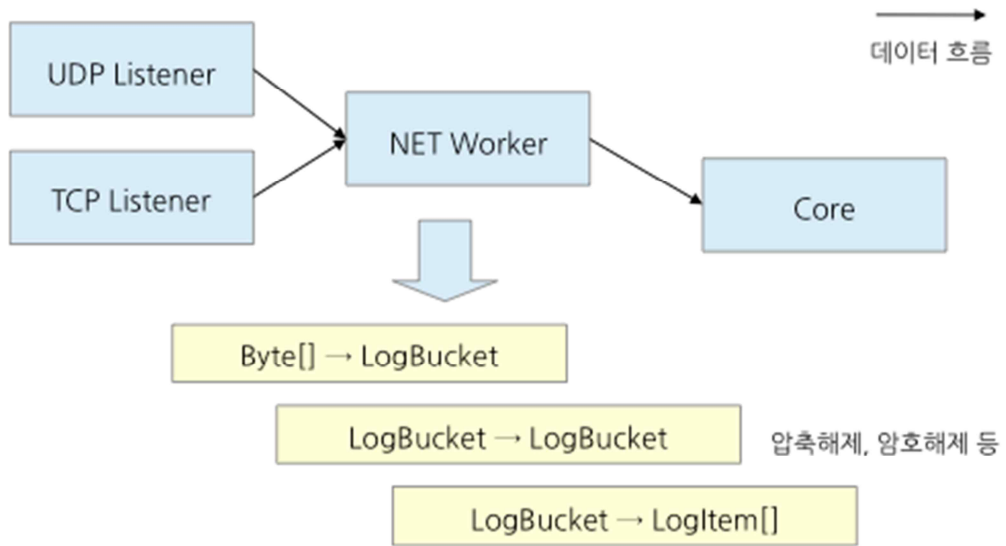 데이터 흐름
UDP Listener
TCP Listener
NET Worker
Core
Byte[] → LogBucket
LogBucket → LogBucket
압축해제, 암호해제 등
LogBucket → LogItem[]